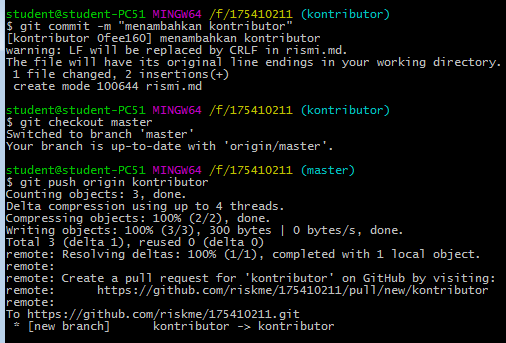 student@student-PC51 MINGW64 /f/175410211 (kontributor)
$ git commit -m "menambahkan kontributor"
[kontributor 0fee160] menambahkan kontributor
warning: LF will be replaced by CRLF in rismi.md.
The file will have its original line endings in your working directory.
1 file changed, 2 insertions(+)
create mode 100644 rismi.md
student@student-PC51 MINGW64 /f/175410211 (kontributor)
$ git checkout master
Switched to branch 'master'
Your branch is up-to-date with 'origin/master'.
student@student-PC51 MINGW64 /f/175410211 (master)
$ git push origin kontributor
Counting objects: 3, done.
Delta compression using up to 4 threads.
Compressing objects: 100% (2/2), done.
Writing objects: 100% (3/3), 300 bytes | 0 bytes/s, done.
Total 3 (delta 1), reused 0 (delta 0)
remote: Resolving deltas: 100% (1/1), completed with 1 local object.
remote:
remote: Create a pull request for 'kontributor' on GitHub by visiting:
remote:      https://github.com/riskme/175410211/pull/new/kontributor
remote:
To https://github.com/riskme/175410211.git
* [new branch]      kontributor -> kontributor